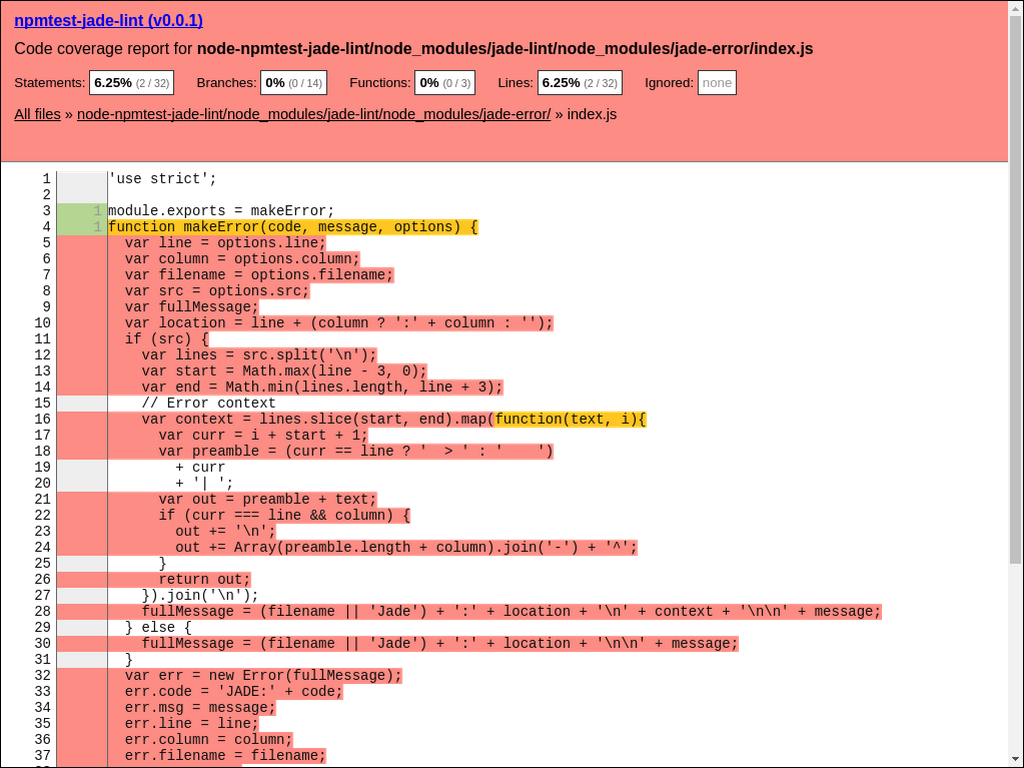 npmtest-jade-lint (v0.0.1)
Code coverage report for node-npmtest-jade-lint/node_modules/jade-lint/node_modules/jade-error/index.js
Statements: 6.25% (2 / 32) Branches: 0% (0 / 14) Functions: 0% (0 / 3) Lines: 6.25% (2 / 32) Ignored: none
All files » node-npmtest-jade-lint/node_modules/jade-lint/node_modules/jade-error/ » index.js
1 'use strict';
2
3 1 module.exports = makeError;
4 1 function makeError(code, message, options) {
5   var line = options.line;
6   var column = options.column;
7   var filename = options.filename;
8   var src = options.src;
9   var fullMessage;
10   var location = line + (column ? ':' + column : '');
11   if (src) {
12     var lines = src.split('\n');
13     var start = Math.max(line - 3, 0);
14     var end = Math.min(lines.length, line + 3);
15     // Error context
16     var context = lines.slice(start, end).map(function(text, i){
17       var curr = i + start + 1;
18       var preamble = (curr == line ? '  > ' : '    ')
19         + curr
20         + '| ';
21       var out = preamble + text;
22       if (curr === line && column) {
23         out += '\n';
24         out += Array(preamble.length + column).join('-') + '^';
25       }
26       return out;
27     }).join('\n');
28     fullMessage = (filename || 'Jade') + ':' + location + '\n' + context + '\n\n' + message;
29   } else {
30     fullMessage = (filename || 'Jade') + ':' + location + '\n\n' + message;
31   }
32   var err = new Error(fullMessage);
33   err.code = 'JADE:' + code;
34   err.msg = message;
35   err.line = line;
36   err.column = column;
37   err.filename = filename;